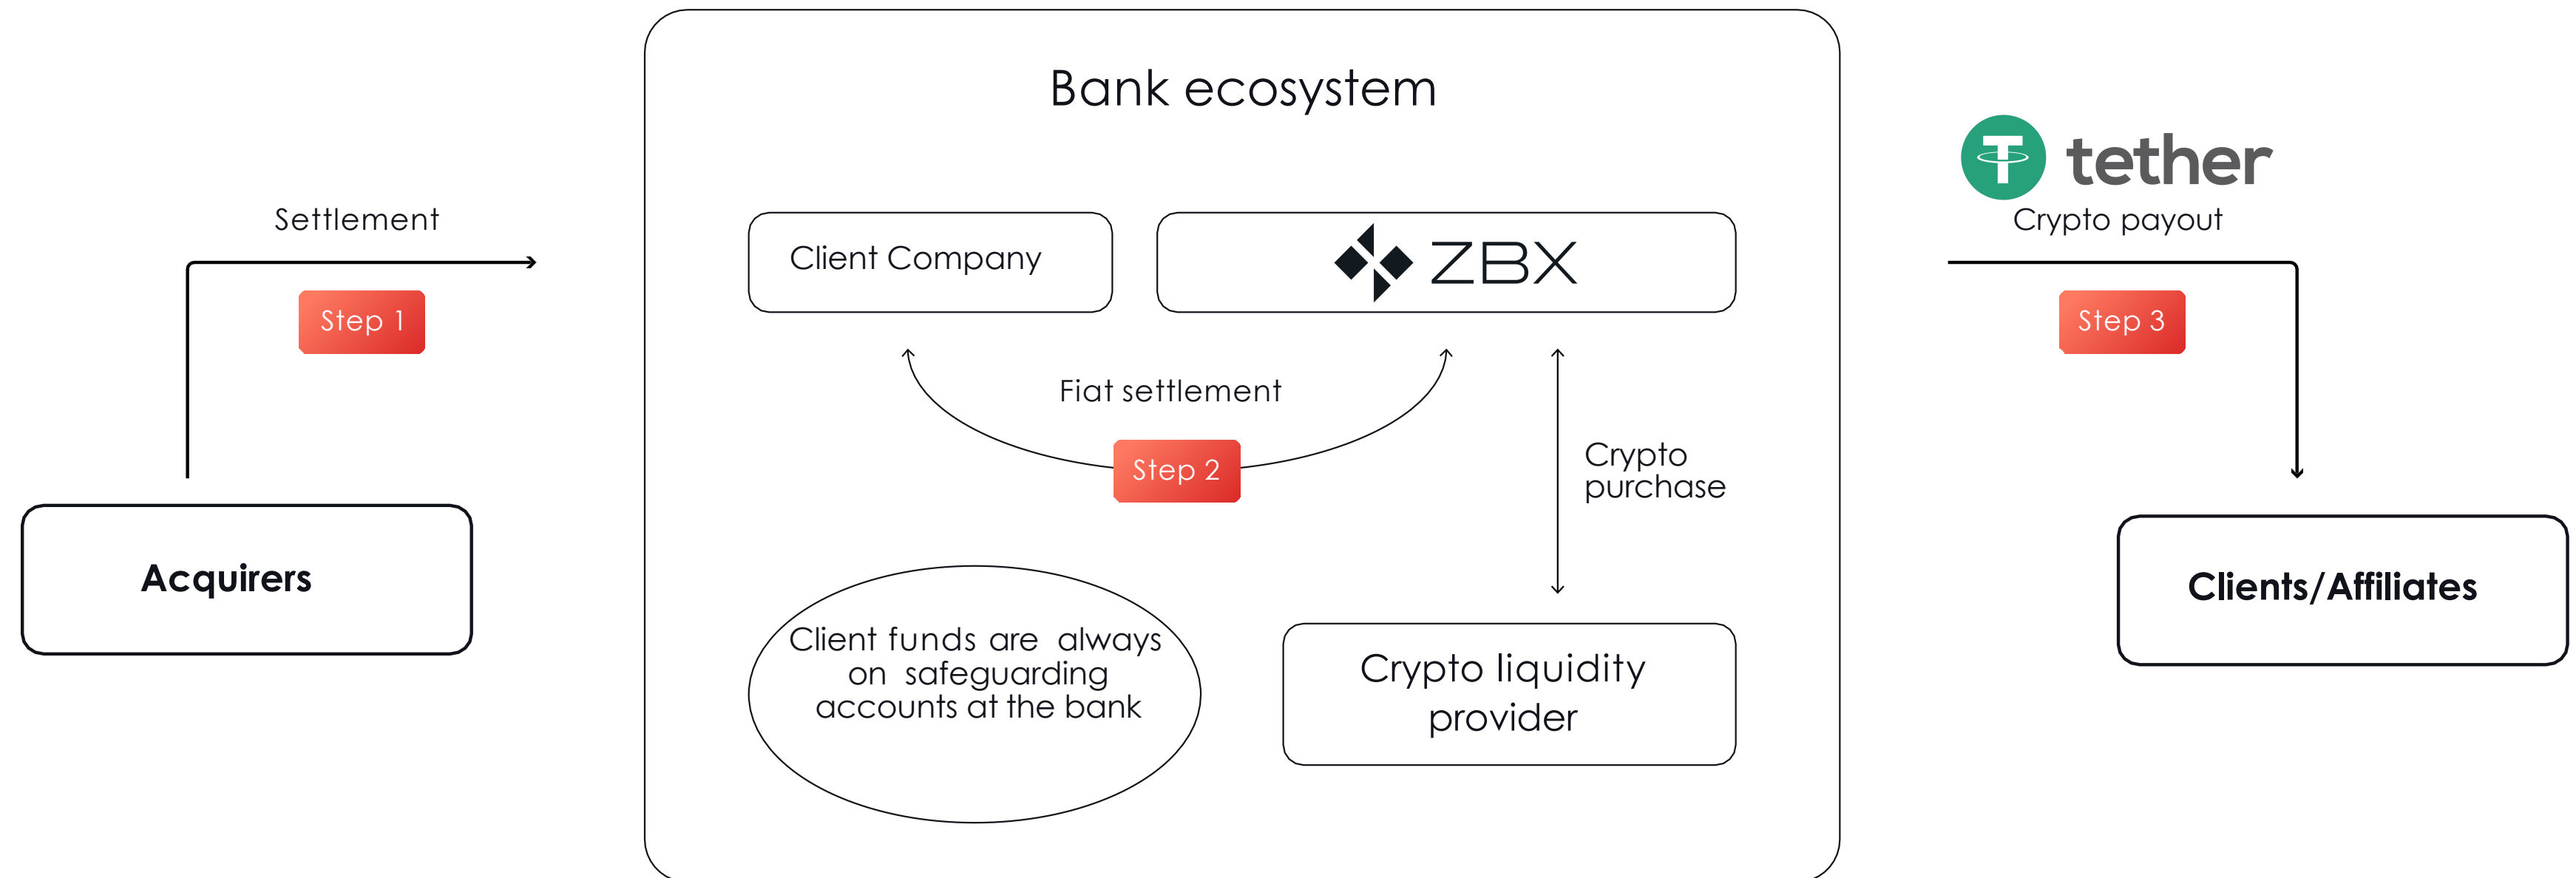 Bank ecosystem
Settlement
Step 1
Acquirers
Client Company
ZBX
Fiat settlement
Step 2
Crypto
purchase
Client funds are always
on safeguarding
accounts at the bank
Crypto liquidity
provider
tether
Crypto payout
Step 3
Clients/Affiliates